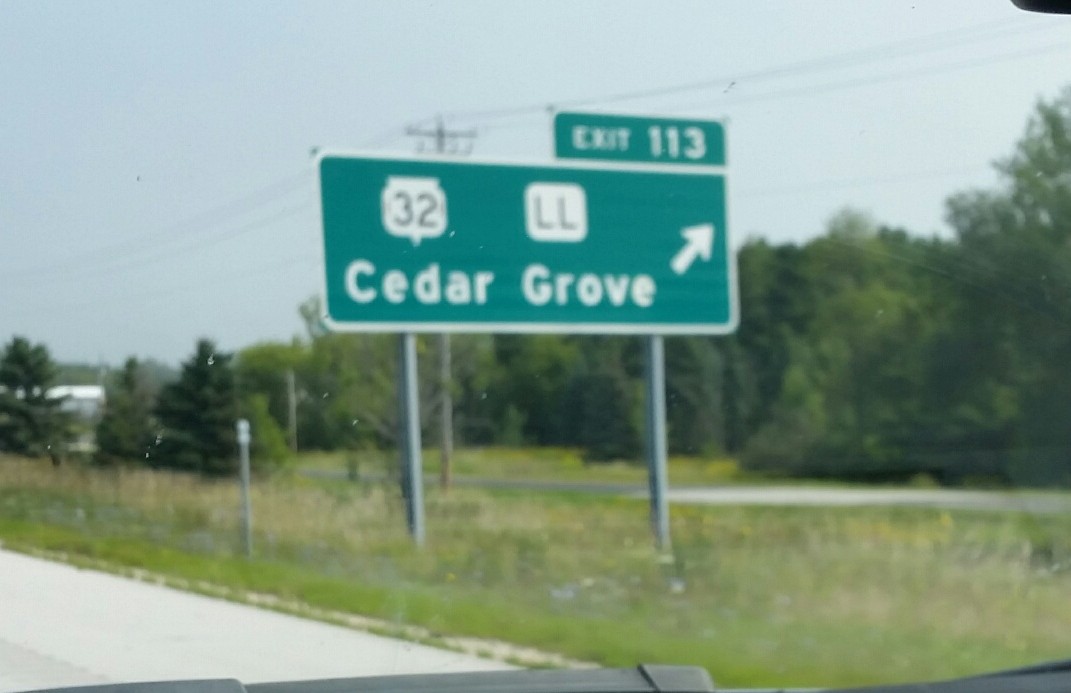 EXIT 113
32 LL
Cedar Grove